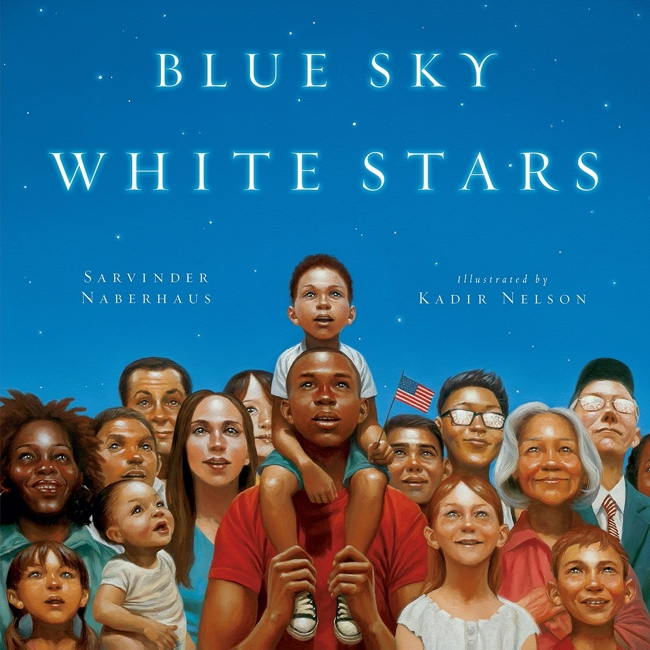 BLUE SKY
WHITE STARS
SARVINDER
NABERHAUS
Illustrated by
KADIR NELSON